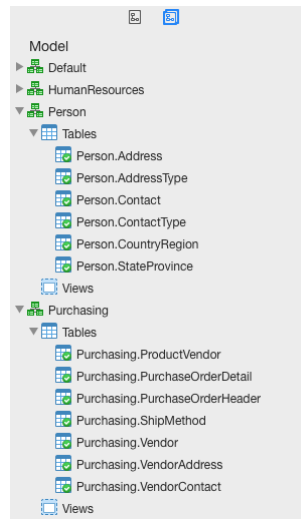 Model
Default
HumanResources
Person
Tables
Person.Address
Person.AddressType
Person.Contact
Person.ContactType
Person.CountryRegion
Person.StateProvince
Views
Purchasing
Tables
Purchasing.ProductVendor
Purchasing.PurchaseOrderDetail
Purchasing.PurchaseOrderHeader
Purchasing.ShipMethod
Purchasing.Vendor
Purchasing.VendorAddress
Purchasing.VendorContact
Views